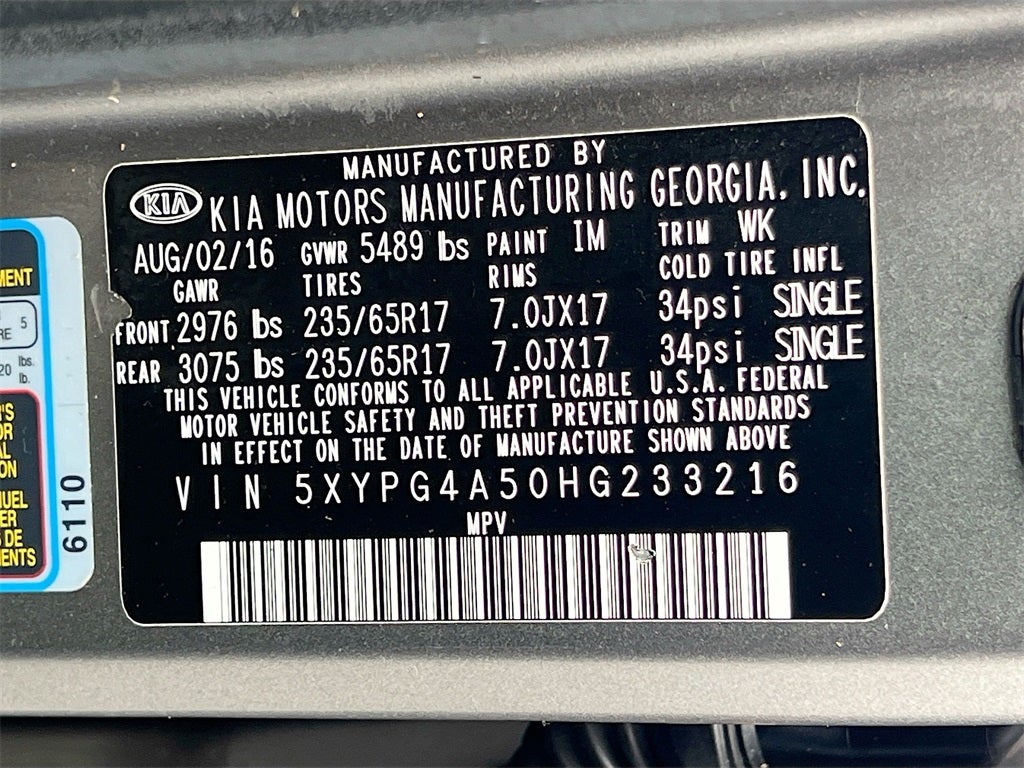 MANUFACTURED BY
KIA KIA MOTORS MANUFACTURING GEORGIA, INC.
AUG/02/16 GVWR 5489 lbs PAINT IM TRIM WK
GAWR TIRES RIMS COLD TIRE INFL
FRONT 2976 lbs 235/65R17 7.0JX17 34psi SINGLE
REAR 3075 lbs 235/65R17 7.0JX17 34psi SINGLE
THIS VEHICLE CONFORMS TO ALL APPLICABLE U.S.A. FEDERAL
MOTOR VEHICLE SAFETY AND THEFT PREVENTION STANDARDS
IN EFFECT ON THE DATE OF MANUFACTURE SHOWN ABOVE
VIN 5XYPG4A50HG233216
MPV
5
lbs.
lb.
6110